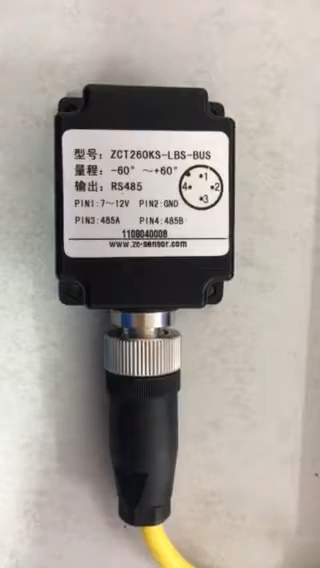 型号: ZCT260KS-LBS-BUS
量程: -60° ~+60°
输出: RS485
1
4 2
3
PIN1:7~12V PIN2:GND
PIN3:485A PIN4:485B
1108040008
www.zc-sensor.com